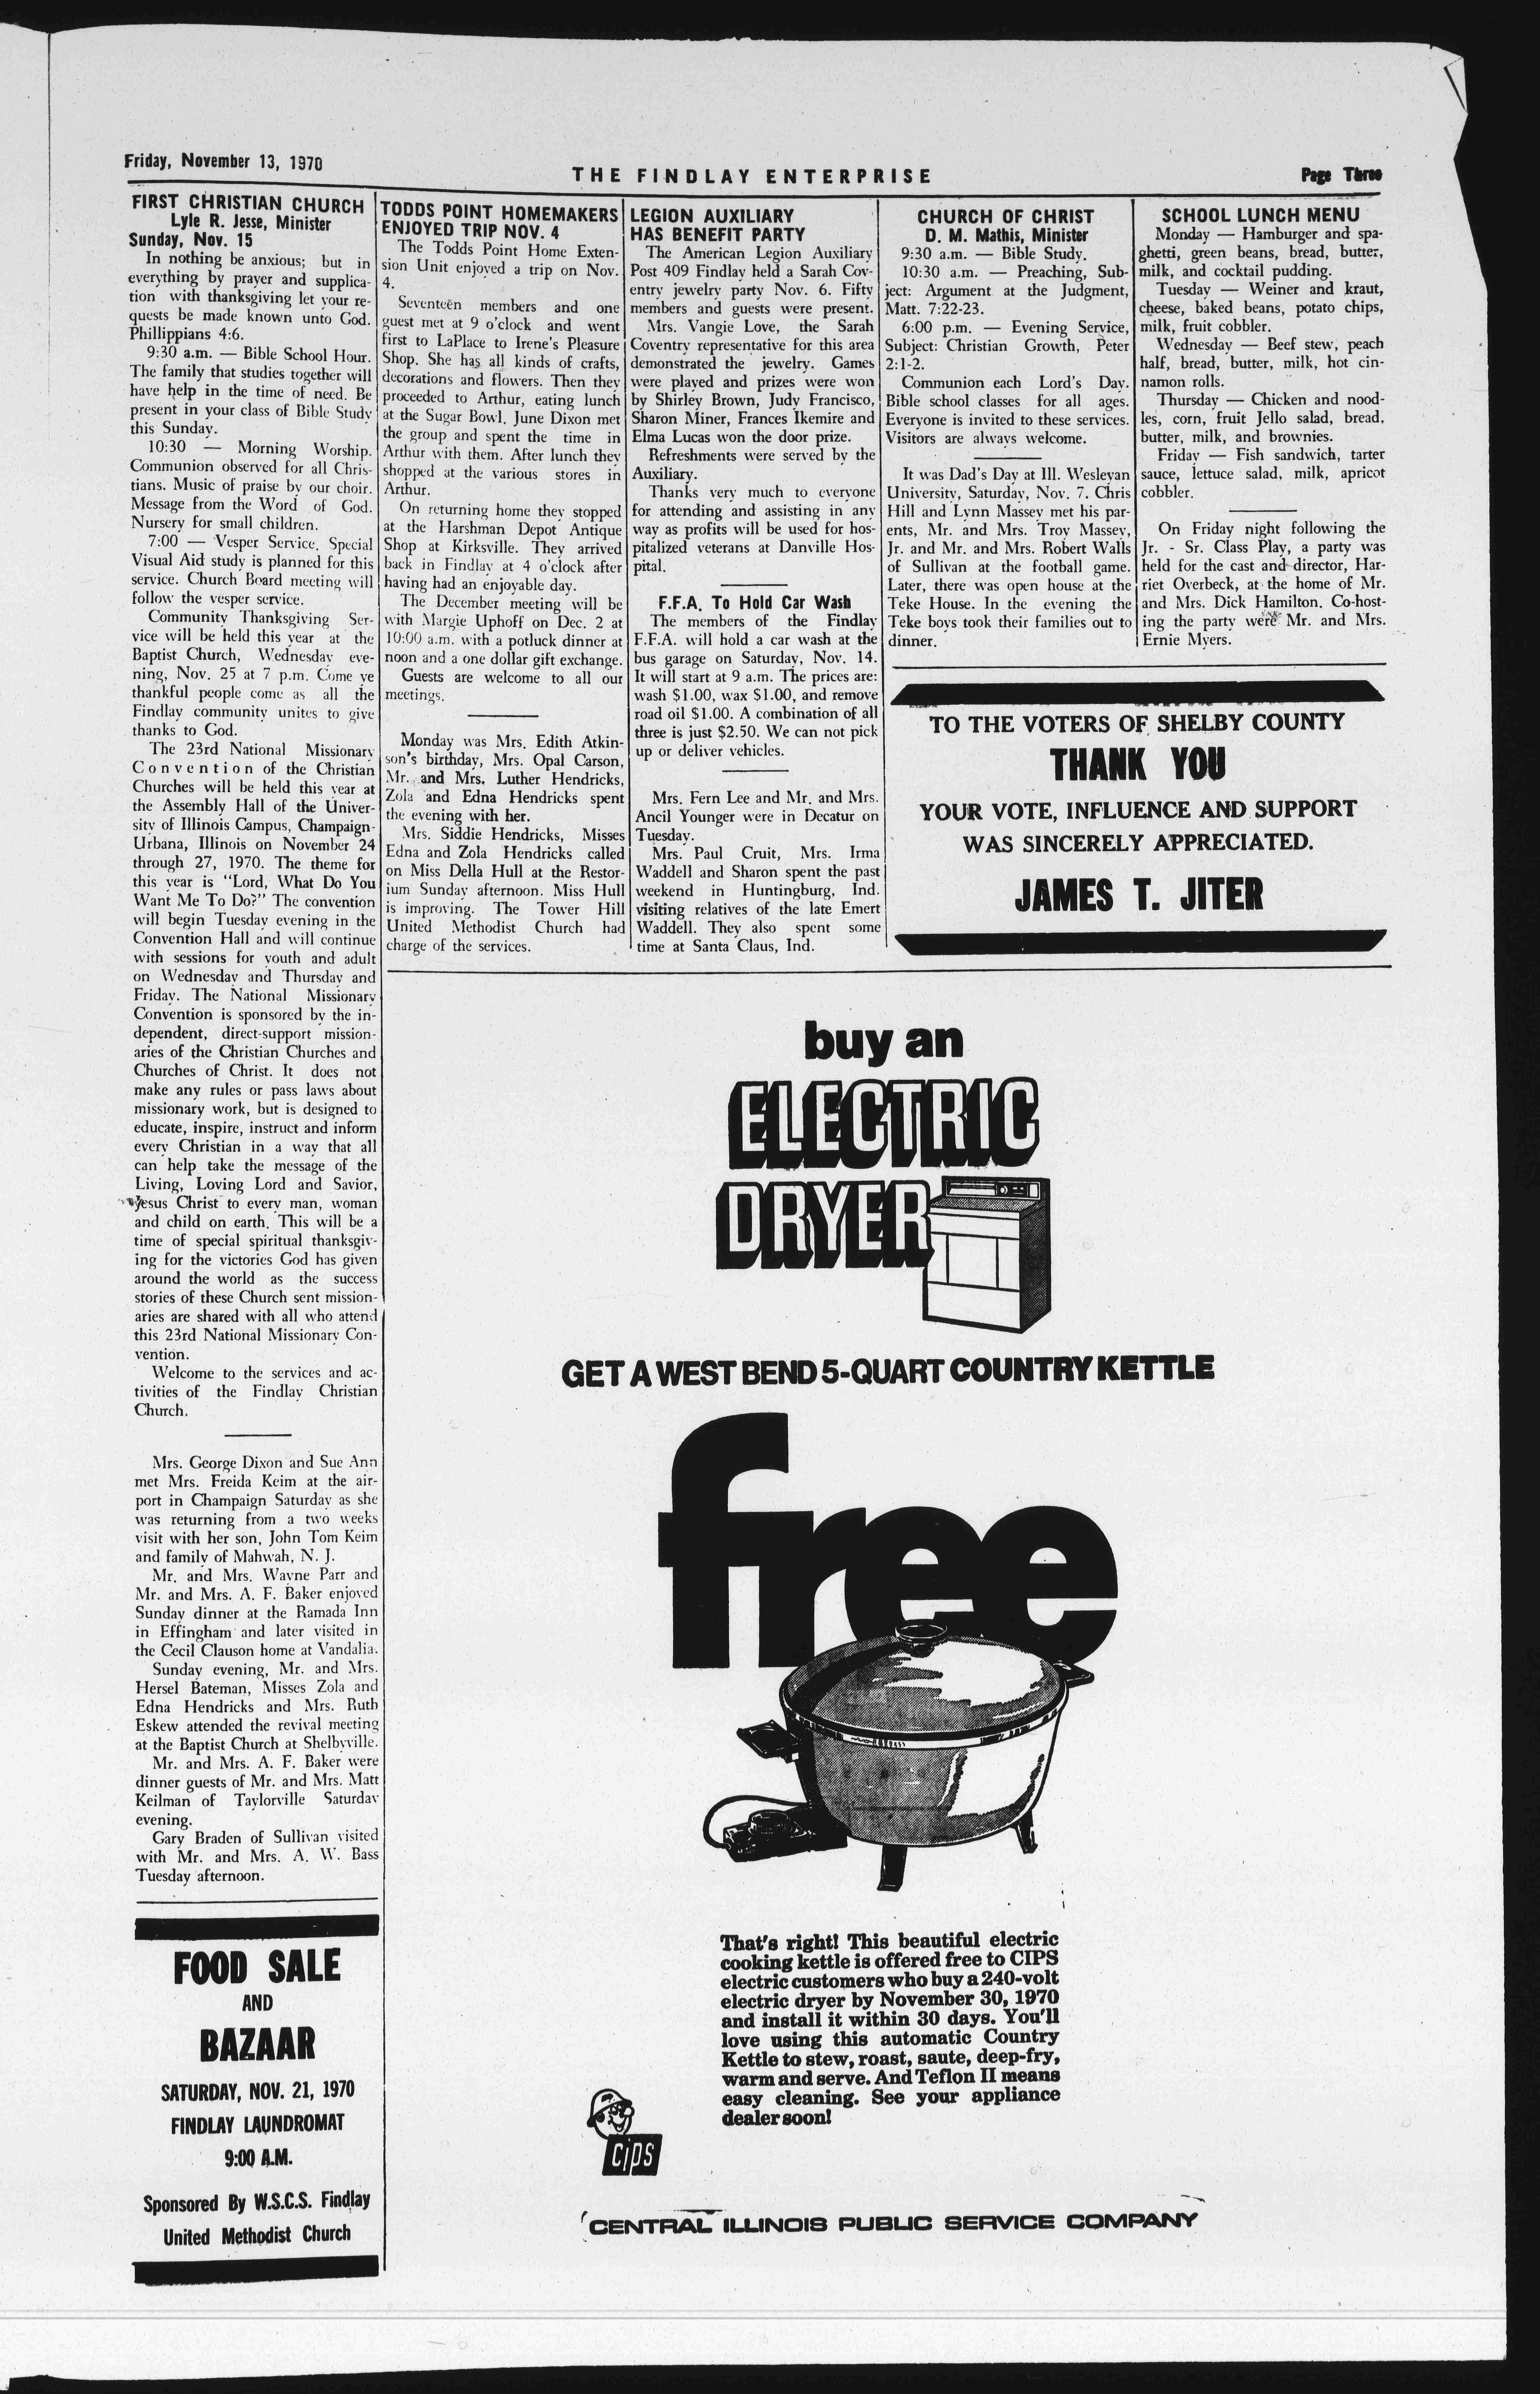 Friday, November 13, 1970
THE FINDLAY ENTERPRISE
Page Three
FIRST CHRISTIAN CHURCH
Lyle R. Jesse, Minister
Sunday, Nov. 15
In nothing be anxious; but in
everything by prayer and supplica-
tion with thanksgiving let your re-
quests be made known unto God.
Phillippians 4:6.
9:30 a.m. — Bible School Hour.
The family that studies together will
have help in the time of need. Be
present in your class of Bible Study
this Sunday.
10:30 — Morning Worship.
Communion observed for all Chris-
tians. Music of praise by our choir.
Message from the Word of God.
Nursery for small children.
7:00 — Vesper Service. Special
Visual Aid study is planned for this
service. Church Board meeting will
follow the vesper service.
Community Thanksgiving Ser-
vice will be held this year at the
Baptist Church, Wednesday eve-
ning, Nov. 25 at 7 p.m. Come ye
thankful people come as all the
Findlay community unites to give
thanks to God.
The 23rd National Missionary
Convention of the Christian
Churches will be held this year at
the Assembly Hall of the Univer-
sity of Illinois Campus, Champaign-
Urbana, Illinois on November 24
through 27, 1970. The theme for
this year is "Lord, What Do You
Want Me To Do?" The convention
will begin Tuesday evening in the
Convention Hall and will continue
with sessions for youth and adult
on Wednesday and Thursday and
Friday. The National Missionary
Convention is sponsored by the in-
dependent, direct-support mission-
aries of the Christian Churches and
Churches of Christ. It does not
make any rules or pass laws about
missionary work, but is designed to
educate, inspire, instruct and inform
every Christian in a way that all
can help take the message of the
Living, Loving Lord and Savior,
Jesus Christ to every man, woman
and child on earth. This will be a
time of special spiritual thanksgiv-
ing for the victories God has given
around the world as the success
stories of these Church sent mission-
aries are shared with all who attend
this 23rd National Missionary Con-
vention.
Welcome to the services and ac-
tivities of the Findlay Christian
Church.
Mrs. George Dixon and Sue Ann
met Mrs. Freida Keim at the air-
port in Champaign Saturday as she
was returning from a two weeks
visit with her son, John Tom Keim
and family of Mahwah, N. J.
Mr. and Mrs. Wayne Parr and
Mr. and Mrs. A. F. Baker enjoyed
Sunday dinner at the Ramada Inn
in Effingham and later visited in
the Cecil Clauson home at Vandalia.
Sunday evening, Mr. and Mrs.
Hersel Bateman, Misses Zola and
Edna Hendricks and Mrs. Ruth
Eskew attended the revival meeting
at the Baptist Church at Shelbyville.
Mr. and Mrs. A. F. Baker were
dinner guests of Mr. and Mrs. Matt
Keilman of Taylorville Saturday
evening.
Gary Braden of Sullivan visited
with Mr. and Mrs. A. W. Bass
Tuesday afternoon.
FOOD SALE
AND
BAZAAR
SATURDAY, NOV. 21, 1970
FINDLAY LAUNDROMAT
9:00 A.M.
Sponsored By W.S.C.S. Findlay
United Methodist Church
TODDS POINT HOMEMAKERS
ENJOYED TRIP NOV. 4
The Todds Point Home Exten-
sion Unit enjoyed a trip on Nov.
4.
Seventeen members and one
guest met at 9 o'clock and went
first to LaPlace to Irene's Pleasure
Shop. She has all kinds of crafts,
decorations and flowers. Then they
proceeded to Arthur, eating lunch
at the Sugar Bowl. June Dixon met
the group and spent the time in
Arthur with them. After lunch they
shopped at the various stores in
Arthur.
On returning home they stopped
at the Harshman Depot Antique
Shop at Kirksville. They arrived
back in Findlay at 4 o'clock after
having had an enjoyable day.
The December meeting will be
with Margie Uphoff on Dec. 2 at
10:00 a.m. with a potluck dinner at
noon and a one dollar gift exchange.
Guests are welcome to all our
meetings.
Monday was Mrs. Edith Atkin-
son's birthday, Mrs. Opal Carson,
Mr. and Mrs. Luther Hendricks,
Zola and Edna Hendricks spent
the evening with her.
Mrs. Siddie Hendricks, Misses
Edna and Zola Hendricks called
on Miss Della Hull at the Restor-
ium Sunday afternoon. Miss Hull
is improving. The Tower Hill
United Methodist Church had
charge of the services.
LEGION AUXILIARY
HAS BENEFIT PARTY
The American Legion Auxiliary
Post 409 Findlay held a Sarah Cov-
entry jewelry party Nov. 6. Fifty
members and guests were present.
Mrs. Vangie Love, the Sarah
Coventry representative for this area
demonstrated the jewelry. Games
were played and prizes were won
by Shirley Brown, Judy Francisco,
Sharon Miner, Frances Ikemire and
Elma Lucas won the door prize.
Refreshments were served by the
Auxiliary.
Thanks very much to everyone
for attending and assisting in any
way as profits will be used for hos-
pitalized veterans at Danville Hos-
pital.
F.F.A. To Hold Car Wash
The members of the Findlay
F.F.A. will hold a car wash at the
bus garage on Saturday, Nov. 14.
It will start at 9 a.m. The prices are:
wash $1.00, wax $1.00, and remove
road oil $1.00. A combination of all
three is just $2.50. We can not pick
up or deliver vehicles.
Mrs. Fern Lee and Mr. and Mrs.
Ancil Younger were in Decatur on
Tuesday.
Mrs. Paul Cruit, Mrs. Irma
Waddell and Sharon spent the past
weekend in Huntingburg, Ind.
visiting relatives of the late Emert
Waddell. They also spent some
time at Santa Claus, Ind.
CHURCH OF CHRIST
D. M. Mathis, Minister
9:30 a.m. — Bible Study.
10:30 a.m. — Preaching, Sub-
ject: Argument at the Judgment,
Matt. 7:22-23.
6:00 p.m. — Evening Service,
Subject: Christian Growth, Peter
2:1-2.
Communion each Lord's Day.
Bible school classes for all ages.
Everyone is invited to these services.
Visitors are always welcome.
It was Dad's Day at Ill. Wesleyan
University, Saturday, Nov. 7. Chris
Hill and Lynn Massey met his par-
ents, Mr. and Mrs. Troy Massey,
Jr. and Mr. and Mrs. Robert Walls
of Sullivan at the football game.
Later, there was open house at the
Teke House. In the evening the
Teke boys took their families out to
dinner.
SCHOOL LUNCH MENU
Monday — Hamburger and spa-
ghetti, green beans, bread, butter,
milk, and cocktail pudding.
Tuesday — Weiner and kraut,
cheese, baked beans, potato chips,
milk, fruit cobbler.
Wednesday — Beef stew, peach
half, bread, butter, milk, hot cin-
namon rolls.
Thursday — Chicken and nood-
les, corn, fruit Jello salad, bread,
butter, milk, and brownies.
Friday — Fish sandwich, tarter
sauce, lettuce salad, milk, apricot
cobbler.
On Friday night following the
Jr. - Sr. Class Play, a party was
held for the cast and director, Har-
riet Overbeck, at the home of Mr.
and Mrs. Dick Hamilton. Co-host-
ing the party were Mr. and Mrs.
Ernie Myers.
TO THE VOTERS OF SHELBY COUNTY
THANK YOU
YOUR VOTE, INFLUENCE AND SUPPORT
WAS SINCERELY APPRECIATED.
JAMES T. JITER
buy an
ELECTRIC
DRYER
GET A WEST BEND 5-QUART COUNTRY KETTLE
free
That's right! This beautiful electric
cooking kettle is offered free to CIPS
electric customers who buy a 240-volt
electric dryer by November 30, 1970
and install it within 30 days. You'll
love using this automatic Country
Kettle to stew, roast, saute, deep-fry,
warm and serve. And Teflon II means
easy cleaning. See your appliance
dealer soon!
cips
CENTRAL ILLINOIS PUBLIC SERVICE COMPANY